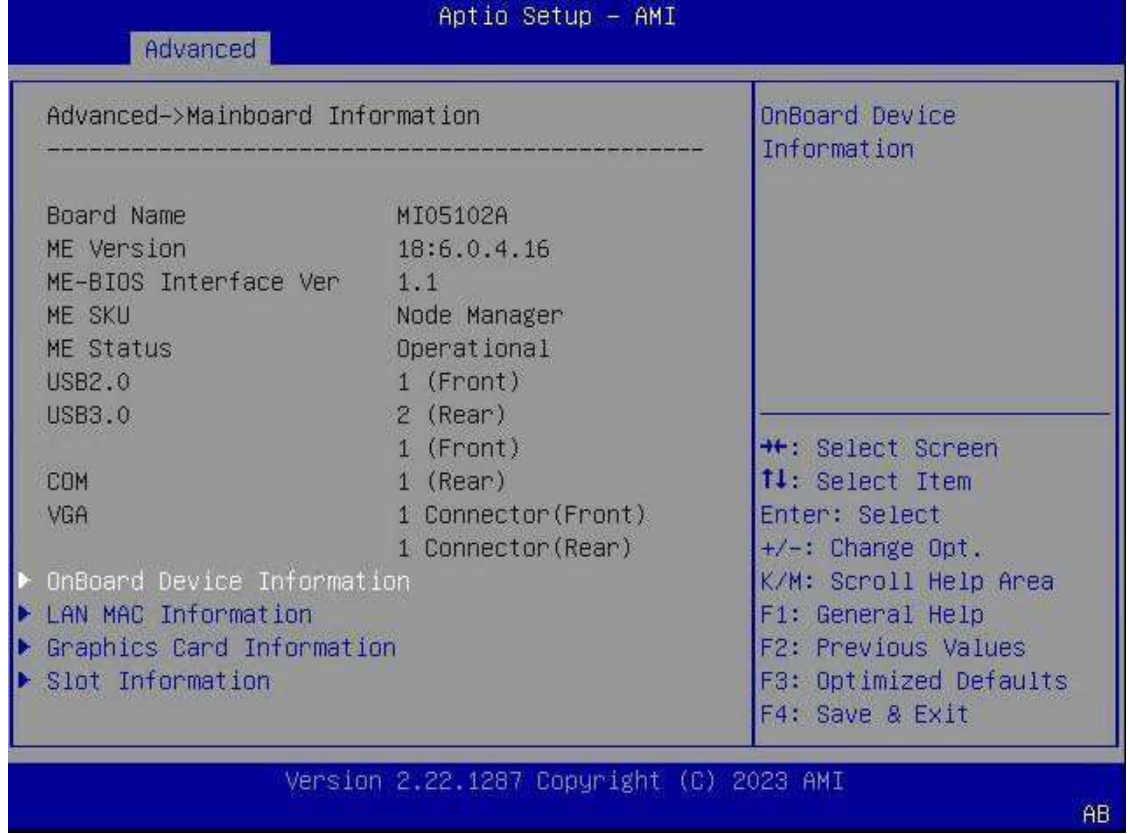 Aptio Setup – AMI
Advanced
Advanced->Mainboard Information
-----------------------------------------------
Board Name MIO5102A
ME Version 18:6.0.4.16
ME-BIOS Interface Ver 1.1
ME SKU Node Manager
ME Status Operational
USB2.0 1 (Front)
USB3.0 2 (Rear)
1 (Front)
COM 1 (Rear)
VGA 1 Connector(Front)
1 Connector(Rear)
► OnBoard Device Information
► LAN MAC Information
► Graphics Card Information
► Slot Information
OnBoard Device
Information
→←: Select Screen
↑↓: Select Item
Enter: Select
+/-: Change Opt.
K/M: Scroll Help Area
F1: General Help
F2: Previous Values
F3: Optimized Defaults
F4: Save & Exit
Version 2.22.1287 Copyright (C) 2023 AMI
AB